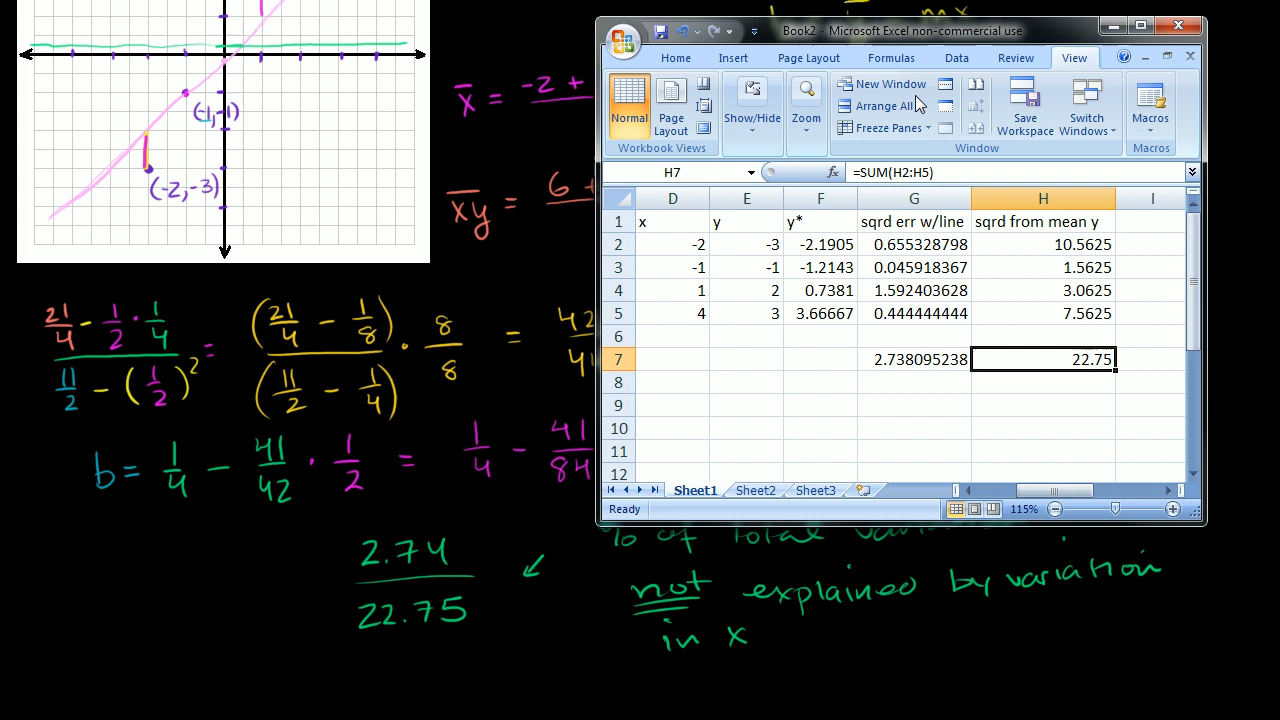 (-1,-1)
(-2,-3)
x̄ = -2 +
x̄ȳ = 6 +
21/4 - 1/2 · 1/4 = (21/4 - 1/8) · 8/8 = 42
11/2 - (1/2)² (11/2 - 1/4)
b = 1/4 - 41/42 · 1/2 = 1/4 - 41/84
2.74
22.75
% of total
not explained by variation
in x
Book2 - Microsoft Excel non-commercial use
Home Insert Page Layout Formulas Data Review View
Normal Page Layout Show/Hide Zoom New Window Arrange All Freeze Panes Save Workspace Switch Windows Macros
Workbook Views Window Macros
H7 fx =SUM(H2:H5)
D E F G H I
1 x y y* sqrd err w/line sqrd from mean y
2 -2 -3 -2.1905 0.655328798 10.5625
3 -1 -1 -1.2143 0.045918367 1.5625
4 1 2 0.7381 1.592403628 3.0625
5 4 3 3.66667 0.444444444 7.5625
6
7 2.738095238 22.75
8
9
10
11
12
Sheet1 Sheet2 Sheet3
Ready 115%